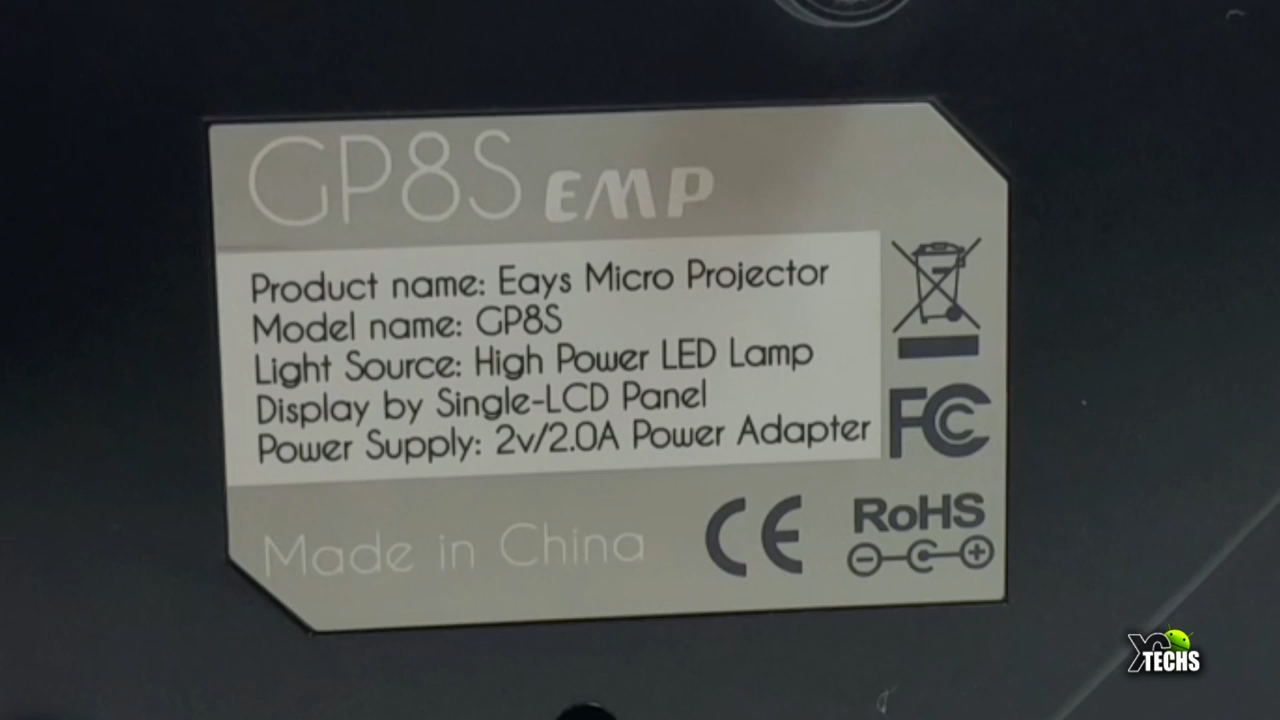 GP8S EMP
Product name: Eays Micro Projector
Model name: GP8S
Light Source: High Power LED Lamp
Display by Single-LCD Panel
Power Supply: 2v/2.0A Power Adapter
FC
Made in China
CE
RoHS
YC TECHS